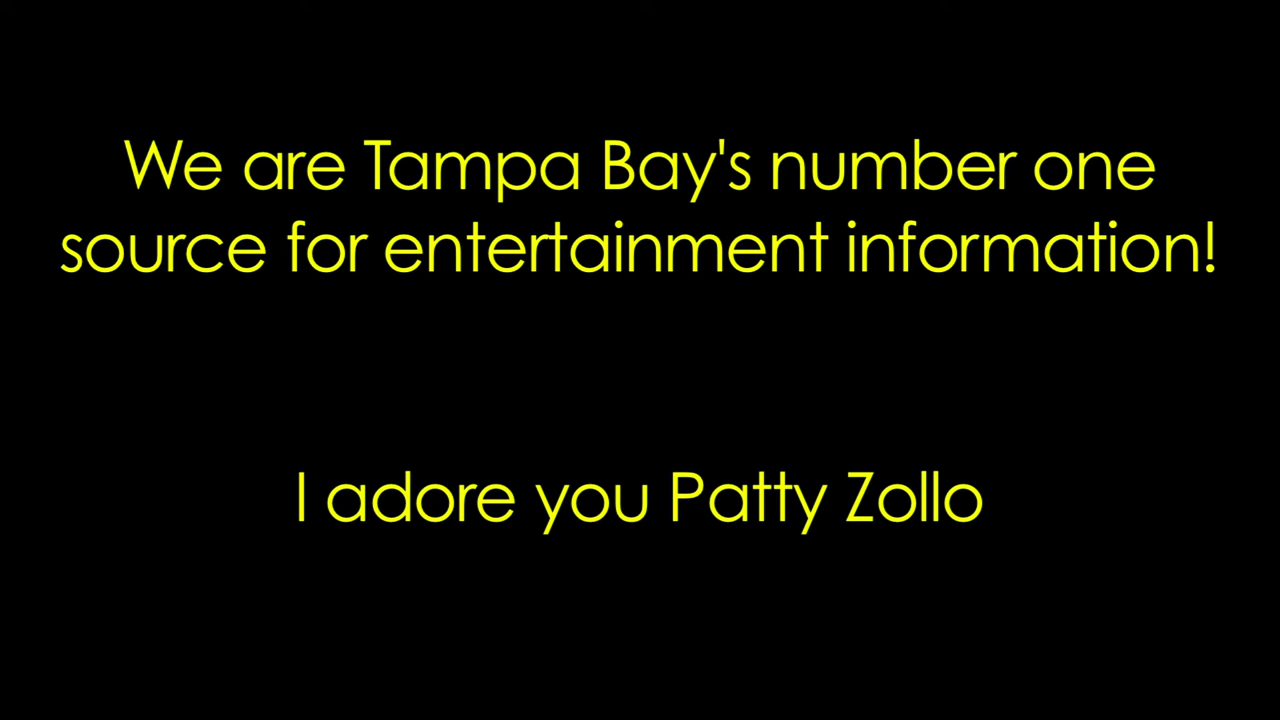 We are Tampa Bay's number one
source for entertainment information!
I adore you Patty Zollo